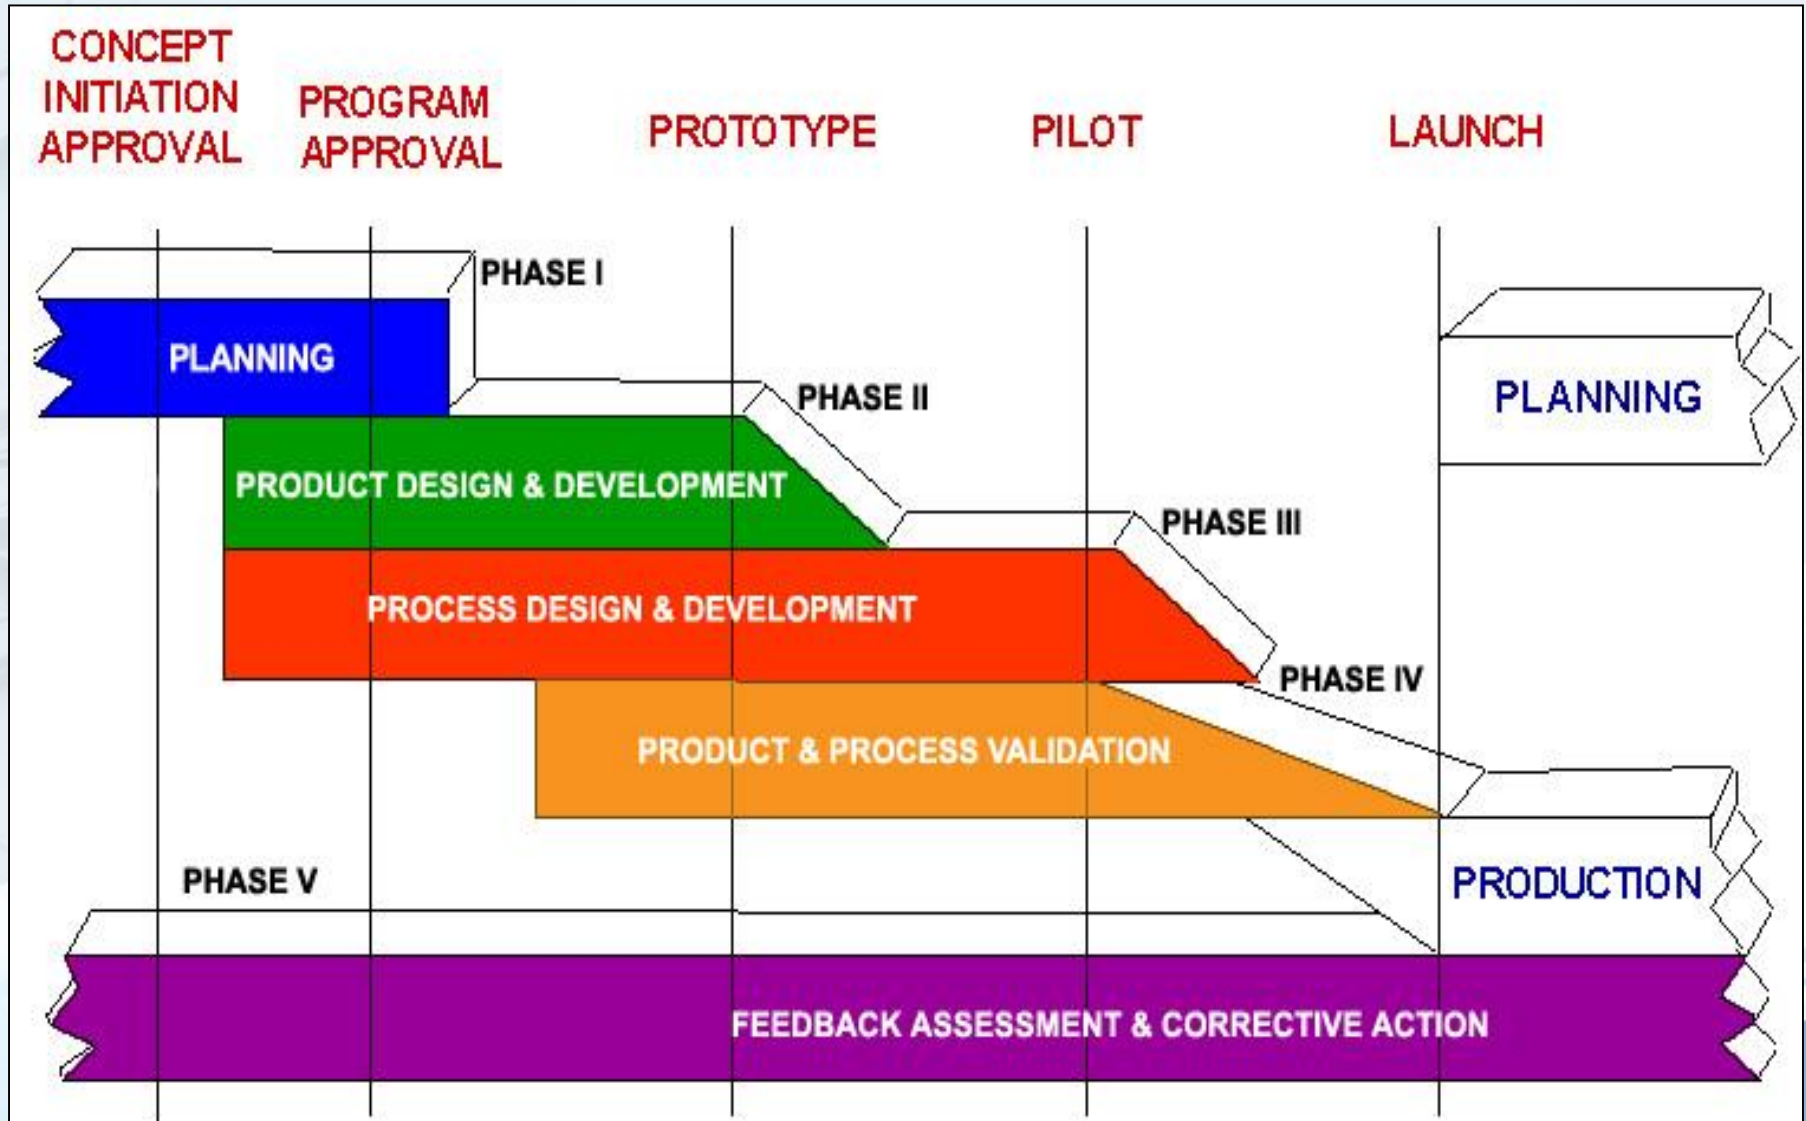 CONCEPT
INITIATION
APPROVAL
PROGRAM
APPROVAL
PROTOTYPE
PILOT
LAUNCH
PHASE I
PLANNING
PHASE II
PLANNING
PRODUCT DESIGN & DEVELOPMENT
PHASE III
PROCESS DESIGN & DEVELOPMENT
PHASE IV
PRODUCT & PROCESS VALIDATION
PHASE V
PRODUCTION
FEEDBACK ASSESSMENT & CORRECTIVE ACTION